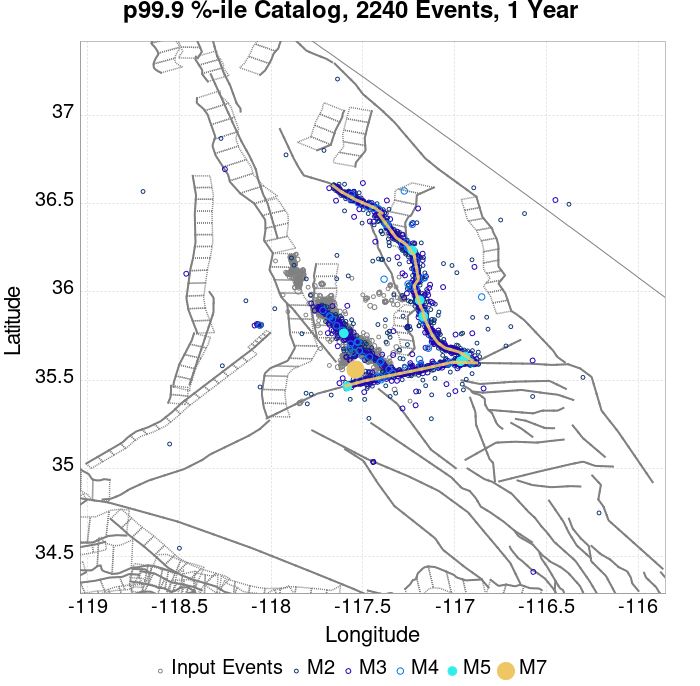 p99.9 %-ile Catalog, 2240 Events, 1 Year
37
36.5
36
35.5
35
34.5
Latitude
-119 -118.5 -118 -117.5 -117 -116.5 -116
Longitude
Input Events M2 M3 M4 M5 M7